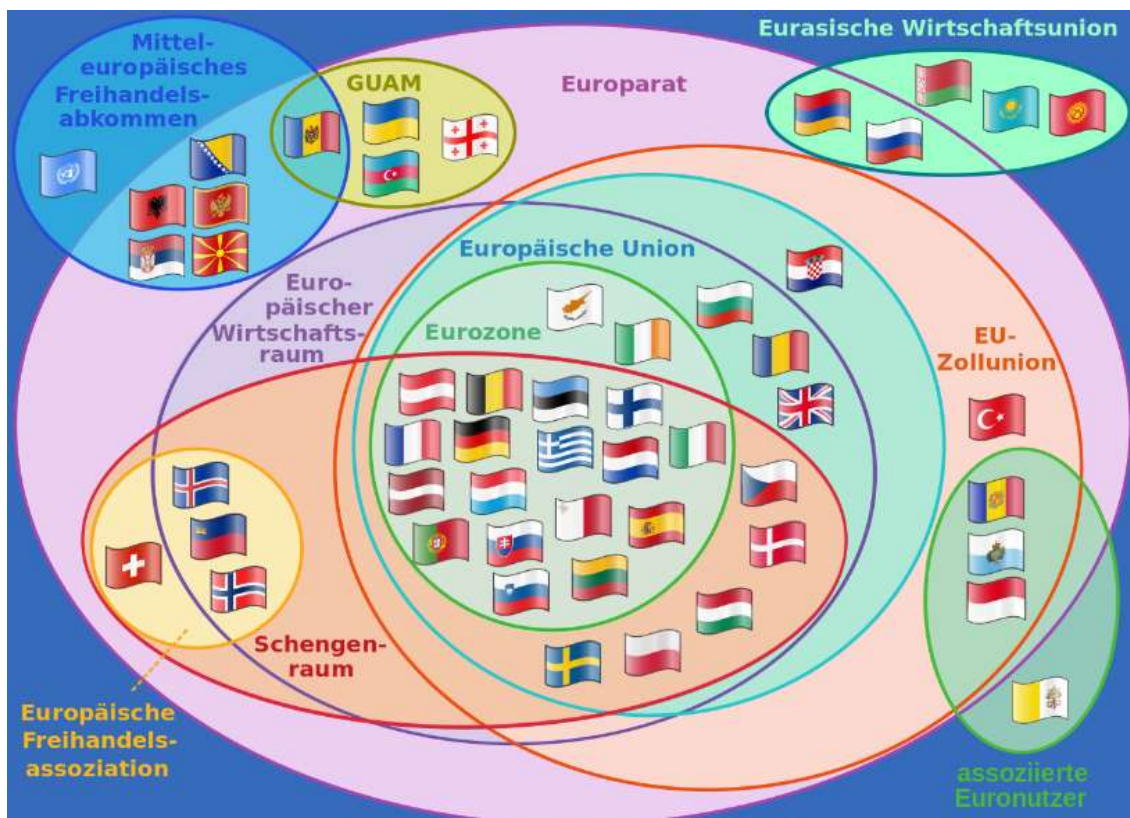 Mittel-
europäisches
Freihandels-
abkommen
GUAM
Europarat
Eurasische Wirtschaftsunion
Europäische Union
Euro-
päischer
Wirtschafts-
raum
Eurozone
EU-
Zollunion
Schengen-
raum
Europäische
Freihandels-
assoziation
assoziierte
Euronutzer